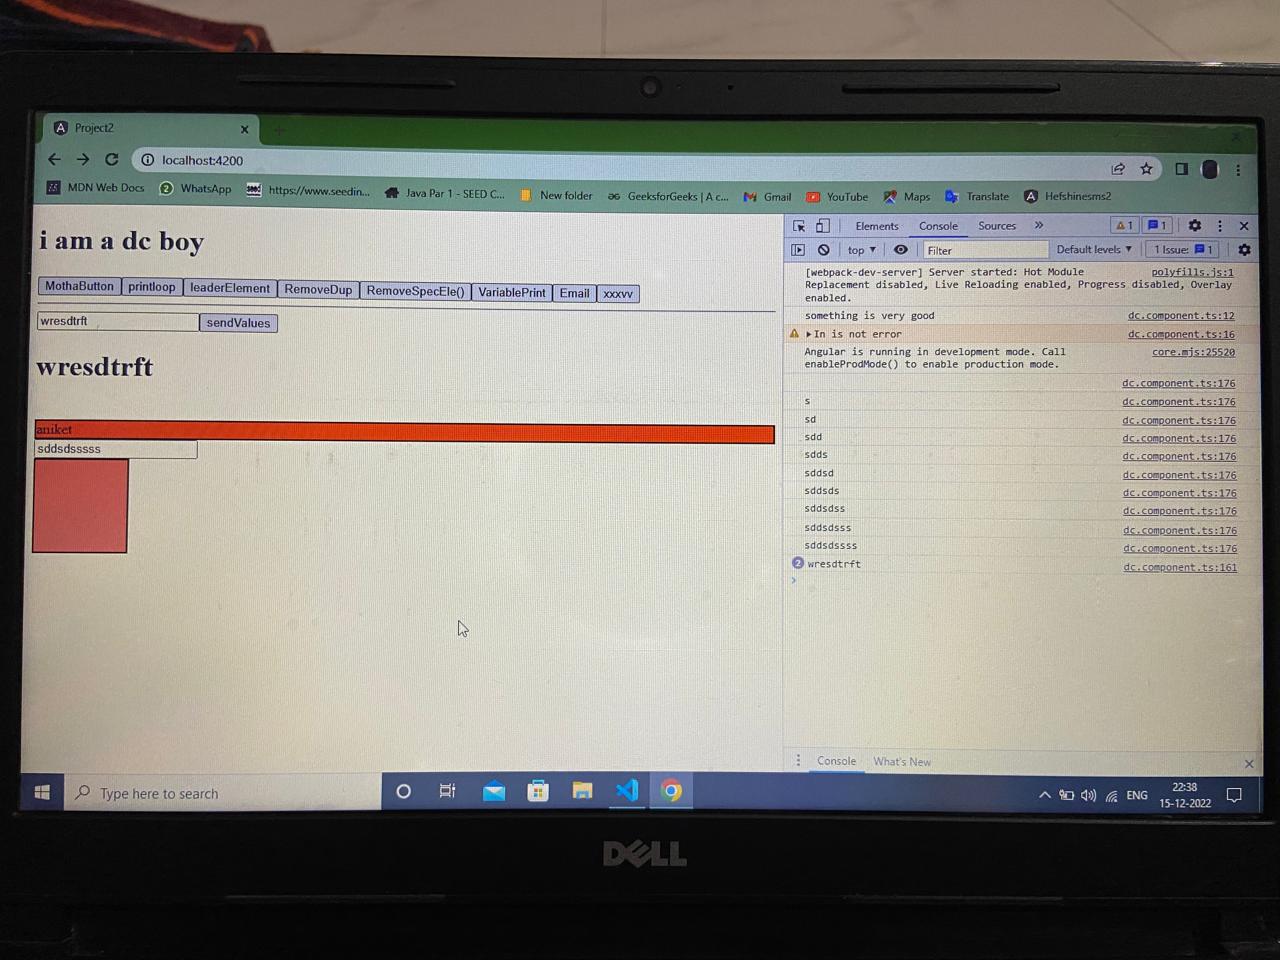 Project2
localhost:4200
MDN Web Docs WhatsApp https://www.seedin... Java Par 1 - SEED C... New folder GeeksforGeeks | A c... Gmail YouTube Maps Translate Hefshinesms2
i am a dc boy
MothaButton printloop leaderElement RemoveDup RemoveSpecEle() VariablePrint Email xxxvv
wresdtrft sendValues
wresdtrft
aniket
sddsdsssss
Elements Console Sources » 1 1
top Filter Default levels 1 Issue: 1
[webpack-dev-server] Server started: Hot Module polyfills.js:1
Replacement disabled, Live Reloading enabled, Progress disabled, Overlay
enabled.
something is very good dc.component.ts:12
In is not error dc.component.ts:16
Angular is running in development mode. Call core.mjs:25520
enableProdMode() to enable production mode.
dc.component.ts:176
s dc.component.ts:176
sd dc.component.ts:176
sdd dc.component.ts:176
sdds dc.component.ts:176
sddsd dc.component.ts:176
sddsds dc.component.ts:176
sddsdss dc.component.ts:176
sddsdsss dc.component.ts:176
sddsdssss dc.component.ts:176
2 wresdtrft dc.component.ts:161
Console What's New
Type here to search
ENG
22:38
15-12-2022
DELL